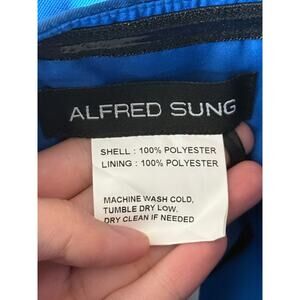 ALFRED SUNG
SHELL : 100% POLYESTER
LINING : 100% POLYESTER
MACHINE WASH COLD,
TUMBLE DRY LOW.
DRY CLEAN IF NEEDED